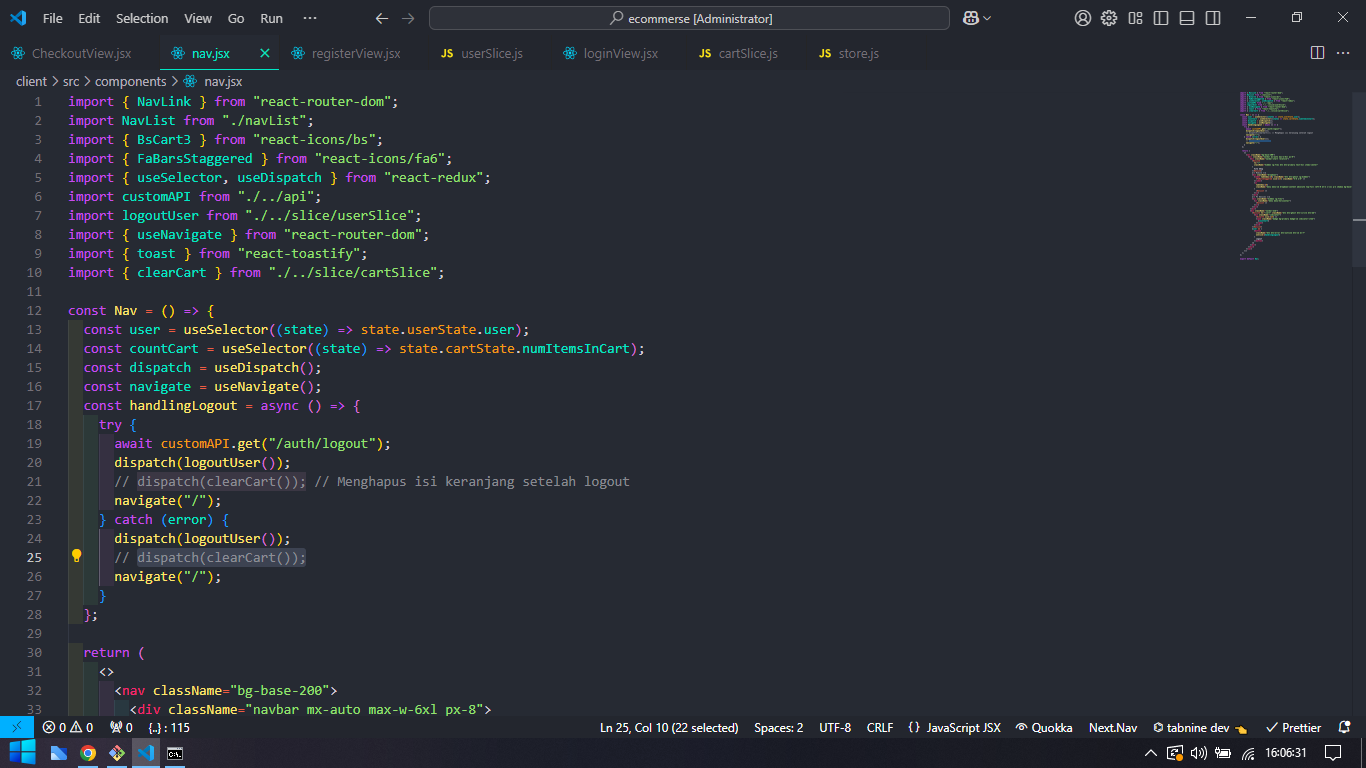 File Edit Selection View Go Run ··· ecommerse [Administrator]
CheckoutView.jsx nav.jsx registerView.jsx JS userSlice.js loginView.jsx JS cartSlice.js JS store.js
client > src > components > nav.jsx
1 import { NavLink } from "react-router-dom";
2 import NavList from "./navList";
3 import { BsCart3 } from "react-icons/bs";
4 import { FaBarsStaggered } from "react-icons/fa6";
5 import { useSelector, useDispatch } from "react-redux";
6 import customAPI from "./../api";
7 import logoutUser from "./../slice/userSlice";
8 import { useNavigate } from "react-router-dom";
9 import { toast } from "react-toastify";
10 import { clearCart } from "./../slice/cartSlice";
11
12 const Nav = () => {
13 const user = useSelector((state) => state.userState.user);
14 const countCart = useSelector((state) => state.cartState.numItemsInCart);
15 const dispatch = useDispatch();
16 const navigate = useNavigate();
17 const handlingLogout = async () => {
18 try {
19 await customAPI.get("/auth/logout");
20 dispatch(logoutUser());
21 // dispatch(clearCart()); // Menghapus isi keranjang setelah logout
22 navigate("/");
23 } catch (error) {
24 dispatch(logoutUser());
25 // dispatch(clearCart());
26 navigate("/");
27 }
28 };
29
30 return (
31 <>
32 <nav className="bg-base-200">
33 <div className="navbar mx-auto max-w-6xl px-8">
0 0 0 {..} : 115 Ln 25, Col 10 (22 selected) Spaces: 2 UTF-8 CRLF {} JavaScript JSX Quokka Next.Nav tabnine dev Prettier
16:06:31